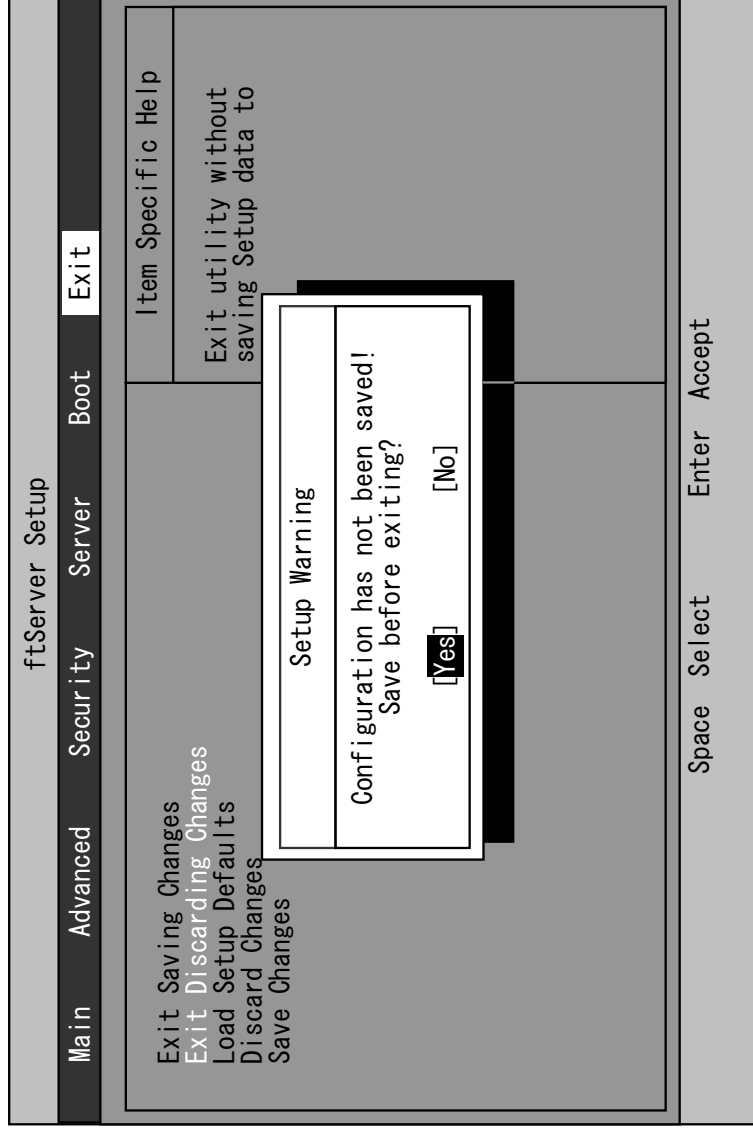 ftServer Setup
Main Advanced Security Server Boot Exit
Exit Saving Changes
Exit Discarding Changes
Load Setup Defaults
Discard Changes
Save Changes
Item Specific Help
Exit utility without
saving Setup data to
Setup Warning
Configuration has not been saved!
Save before exiting?
[Yes] [No]
Space Select Enter Accept